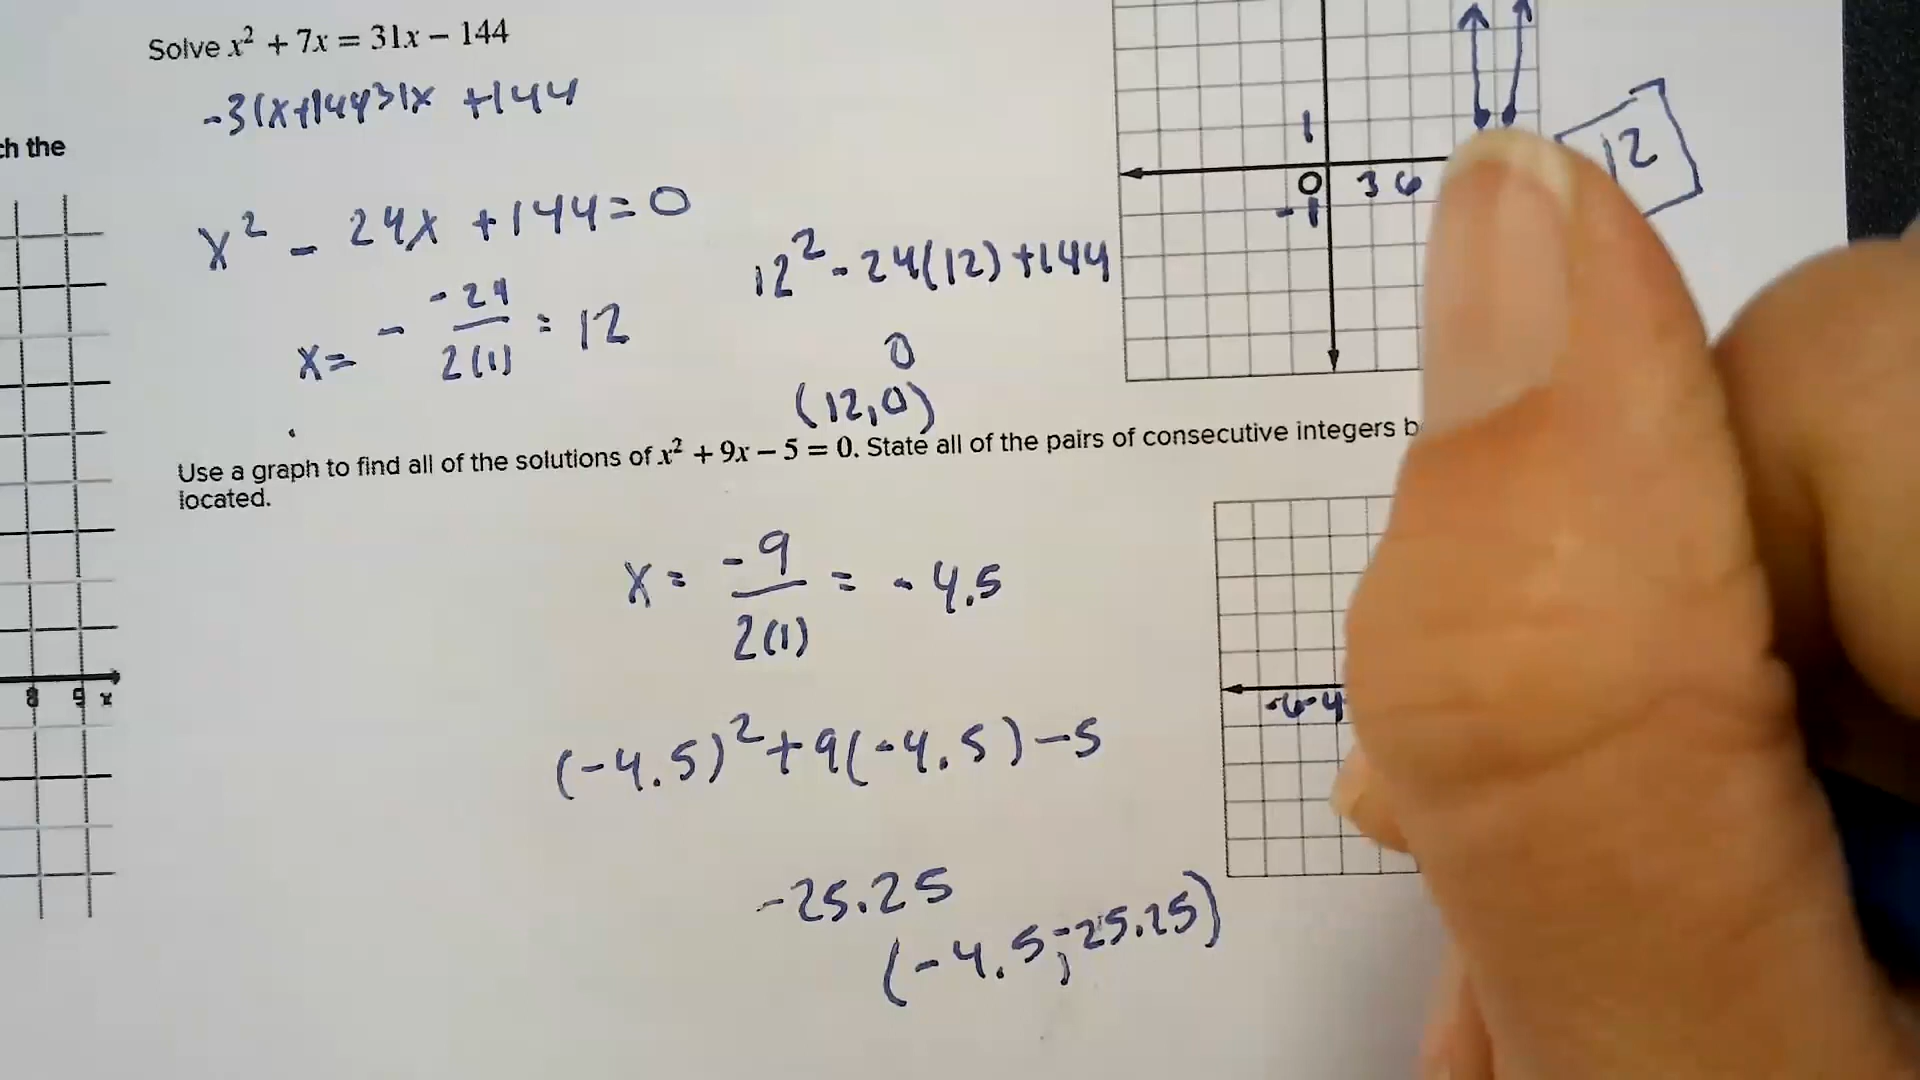 Solve x² + 7x = 31x – 144
-31x+144 -31x +144
ch the
x² - 24x + 144 = 0
x = - -24/2(1) = 12
12² - 24(12) + 144
0
(12,0)
1
0 3 6
-1
12
Use a graph to find all of the solutions of x² + 9x – 5 = 0. State all of the pairs of consecutive integers b
located.
x = -9/2(1) = -4.5
(-4.5)² + 9(-4.5) - 5
-25.25
(-4.5, -25.25)
-6 -4
8 9 x